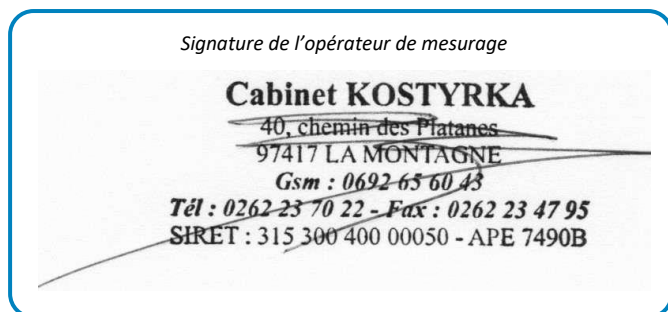 Signature de l’opérateur de mesurage
Cabinet KOSTYRKA
40, chemin des Platanes
97417 LA MONTAGNE
Gsm : 0692 65 60 43
Tél : 0262 23 70 22 - Fax : 0262 23 47 95
SIRET : 315 300 400 00050 - APE 7490B